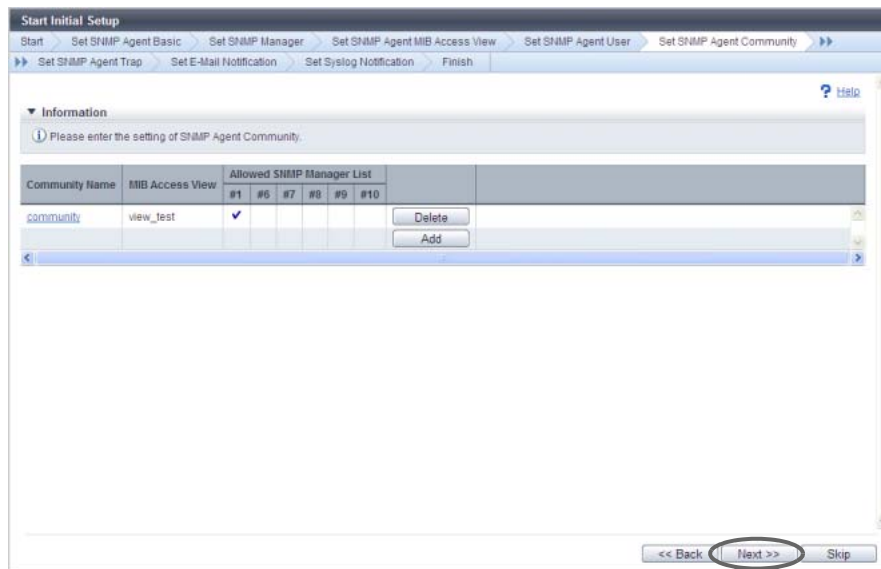 Start Initial Setup
Start Set SNMP Agent Basic Set SNMP Manager Set SNMP Agent MIB Access View Set SNMP Agent User Set SNMP Agent Community
Set SNMP Agent Trap Set E-Mail Notification Set Syslog Notification Finish
? Help
Information
Please enter the setting of SNMP Agent Community.
Community Name MIB Access View Allowed SNMP Manager List
#1 #6 #7 #8 #9 #10
community view_test Delete
Add
<< Back Next >> Skip